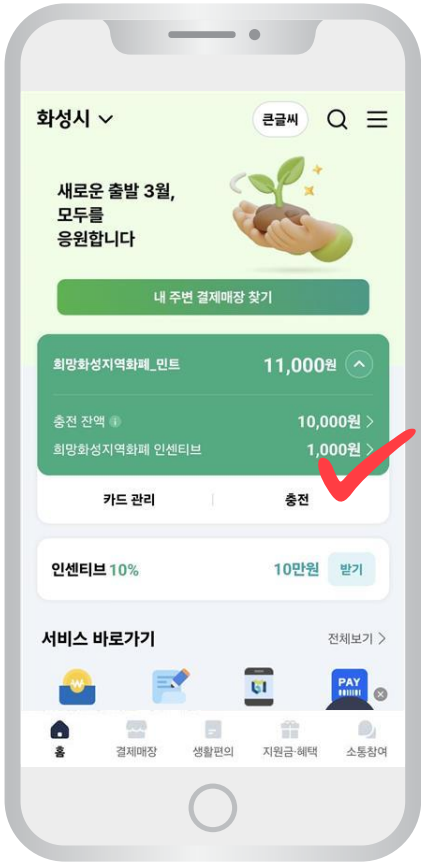 화성시
큰글씨
새로운 출발 3월,
모두를
응원합니다
내 주변 결제매장 찾기
희망화성지역화폐_민트 11,000원
충전 잔액 10,000원
희망화성지역화폐 인센티브 1,000원
카드 관리 충전
인센티브 10% 10만원 받기
서비스 바로가기 전체보기
PAY
홈 결제매장 생활편의 지원금·혜택 소통참여